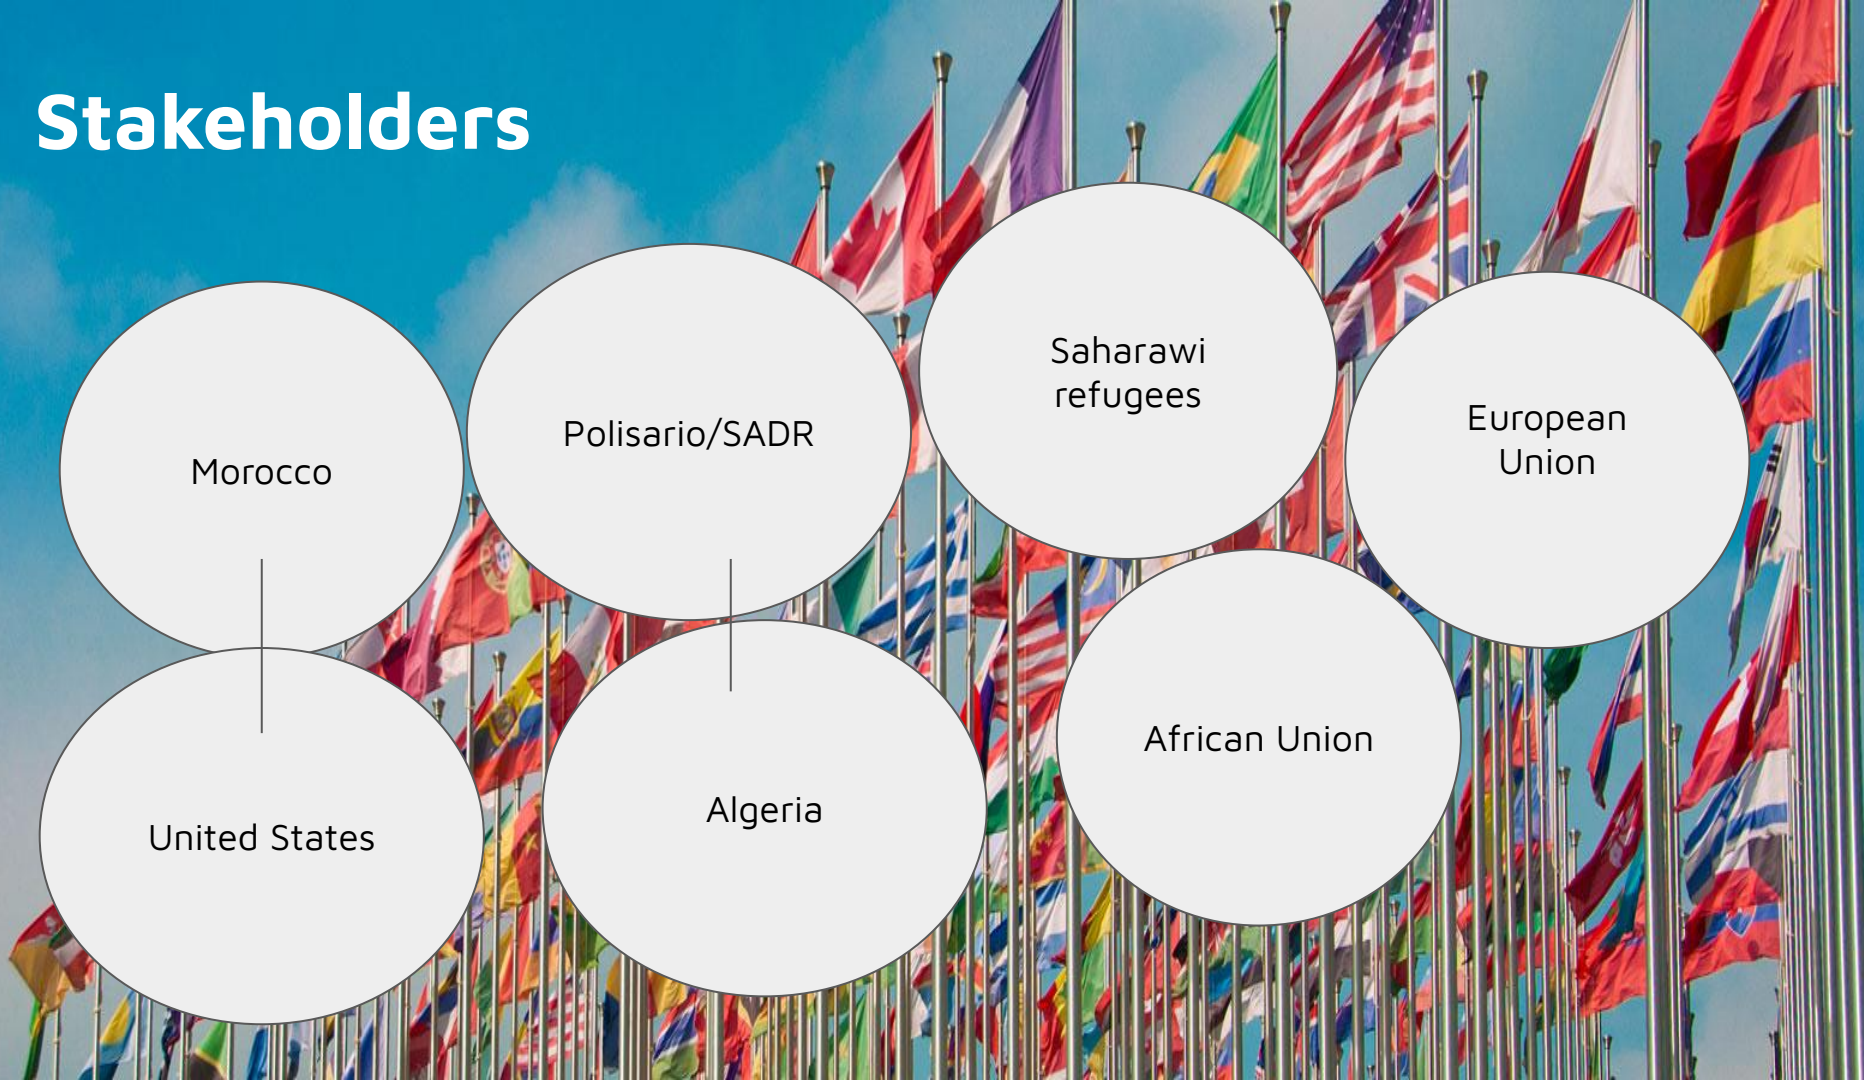 Stakeholders
Morocco
Polisario/SADR
Saharawi
refugees
European
Union
United States
Algeria
African Union